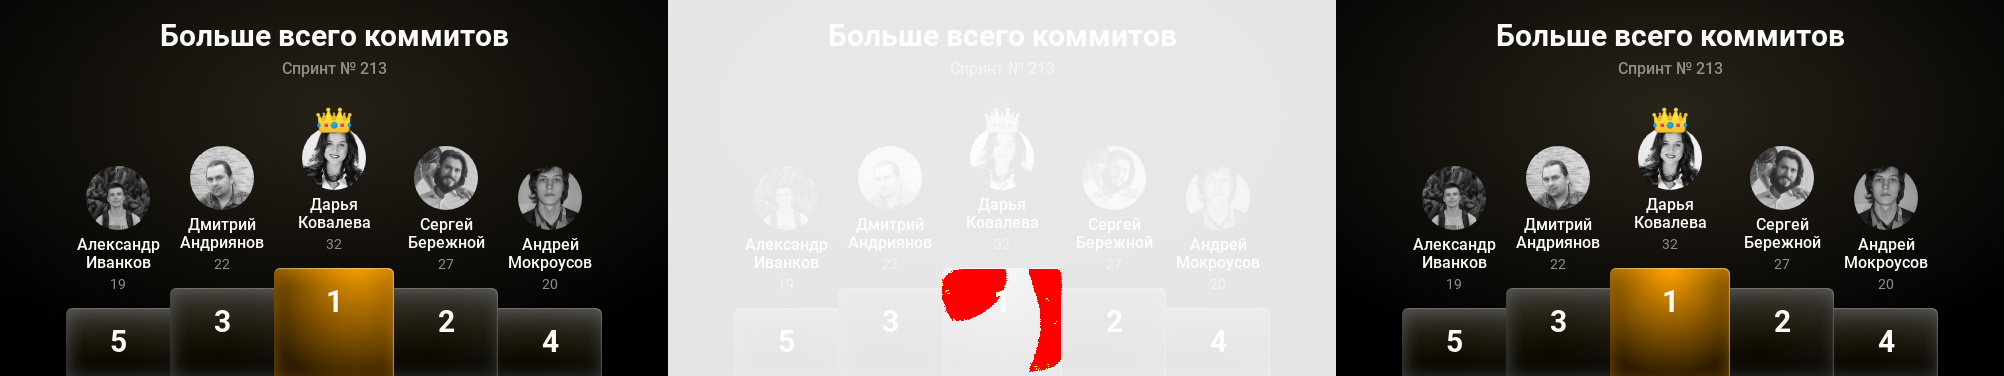 Больше всего коммитов
Спринт № 213
Александр
Иванков
19
Дмитрий
Андриянов
22
Дарья
Ковалева
32
Сергей
Бережной
27
Андрей
Мокроусов
20
5
3
1
2
4
Больше всего коммитов
Спринт № 213
Александр
Иванков
19
Дмитрий
Андриянов
22
Дарья
Ковалева
32
Сергей
Бережной
27
Андрей
Мокроусов
20
5
3
1
2
4
Больше всего коммитов
Спринт № 213
Александр
Иванков
19
Дмитрий
Андриянов
22
Дарья
Ковалева
32
Сергей
Бережной
27
Андрей
Мокроусов
20
5
3
1
2
4